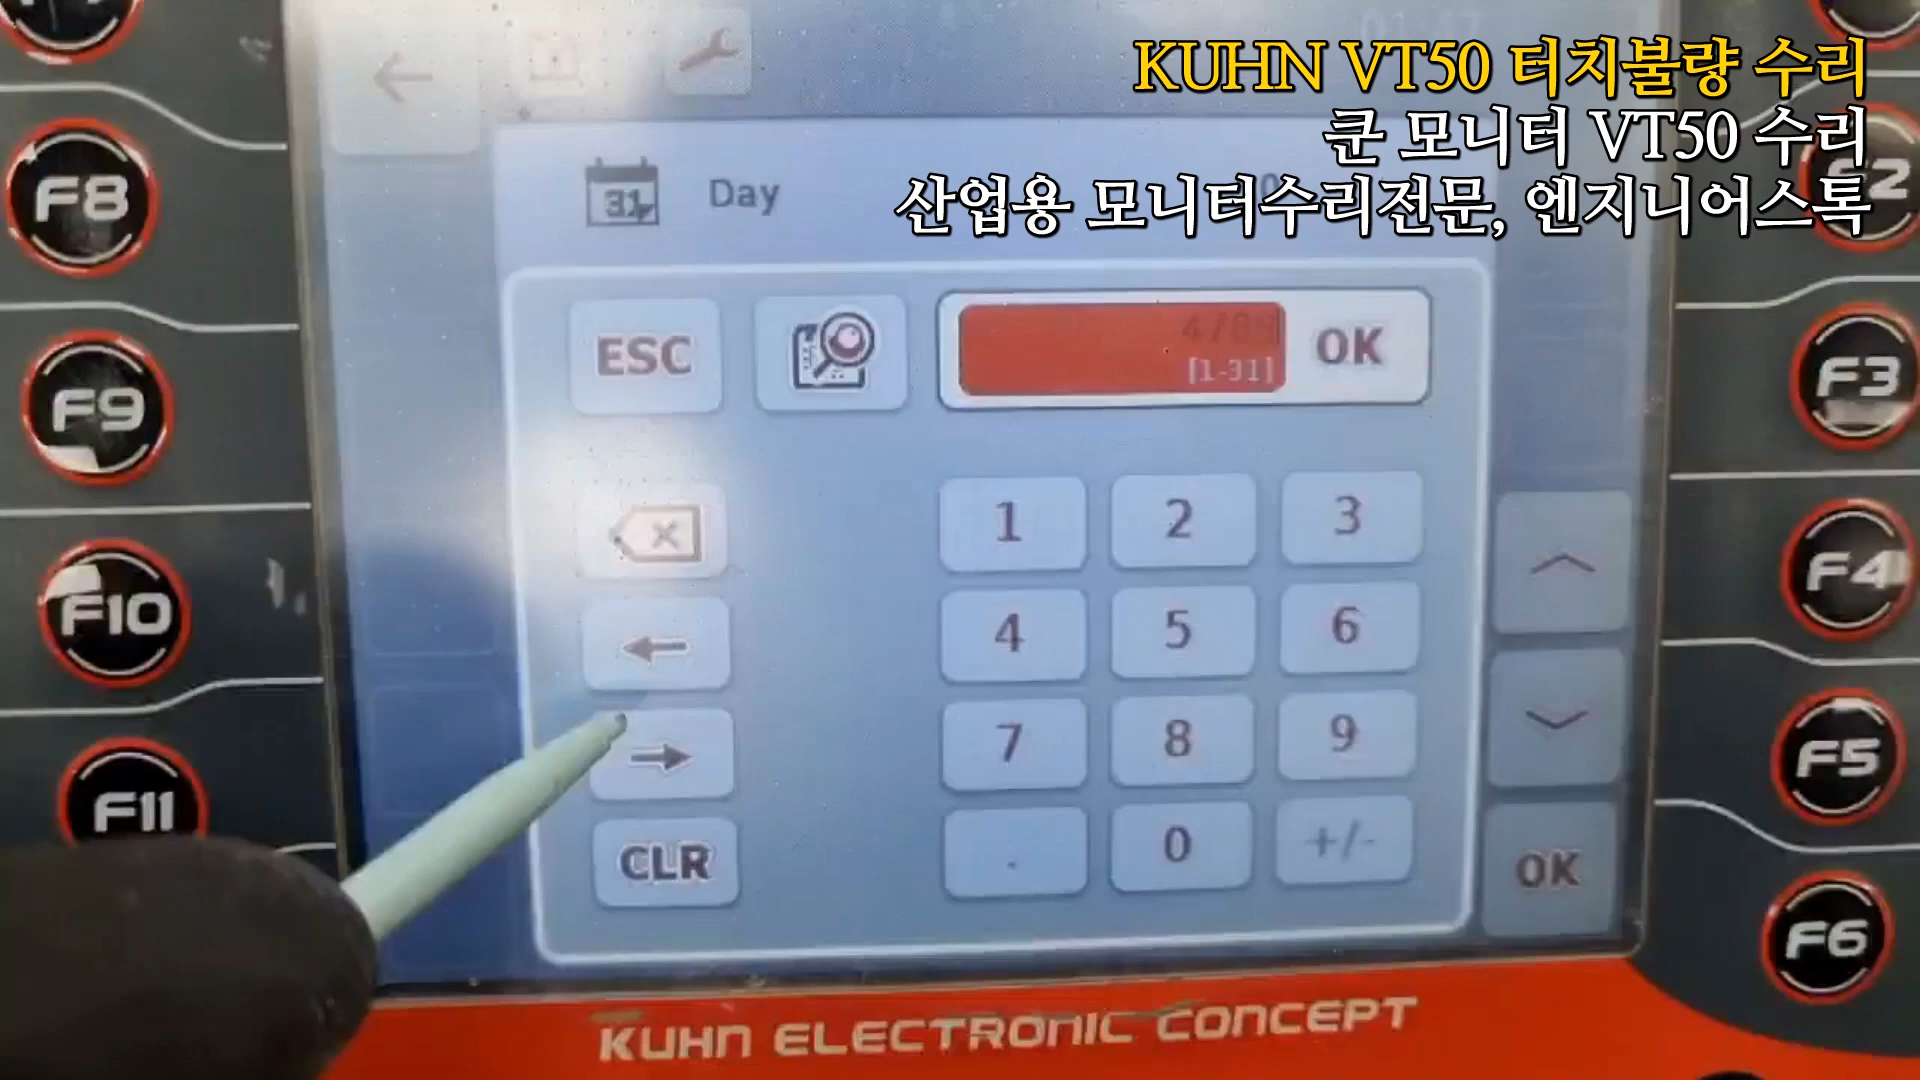 KUHN VT50 터치불량 수리
쿤 모니터 VT50 수리
산업용 모니터수리전문, 엔지니어스톡
31
Day
F8
F2
ESC
[1-31]
OK
F9
F3
1 2 3
F10
F4
4 5 6
7 8 9
F11
F5
CLR
. 0 +/-
OK
F6
KUHN ELECTRONIC CONCEPT